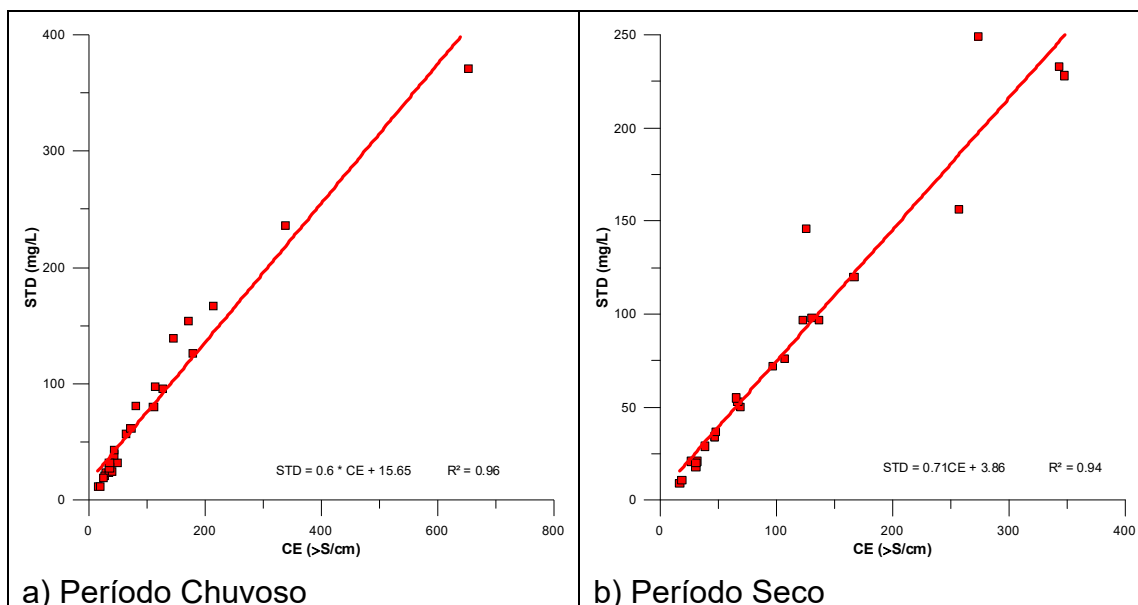 400
300
200
100
0
STD (mg/L)
STD = 0.6 * CE + 15.65 R² = 0.96
0 200 400 600 800
CE (>S/cm)
a) Período Chuvoso
250
200
150
100
50
0
STD (mg/L)
STD = 0.71CE + 3.86 R² = 0.94
0 100 200 300 400
CE (>S/cm)
b) Período Seco